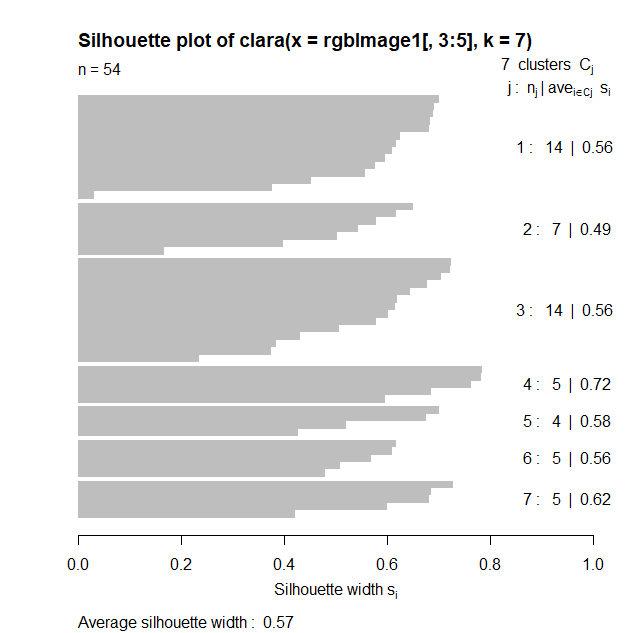 Silhouette plot of clara(x = rgbImage1[, 3:5], k = 7)
n = 54
7 clusters Cj
j : nj | avei∈Cj si
1 : 14 | 0.56
2 : 7 | 0.49
3 : 14 | 0.56
4 : 5 | 0.72
5 : 4 | 0.58
6 : 5 | 0.56
7 : 5 | 0.62
0.0 0.2 0.4 0.6 0.8 1.0
Silhouette width si
Average silhouette width : 0.57